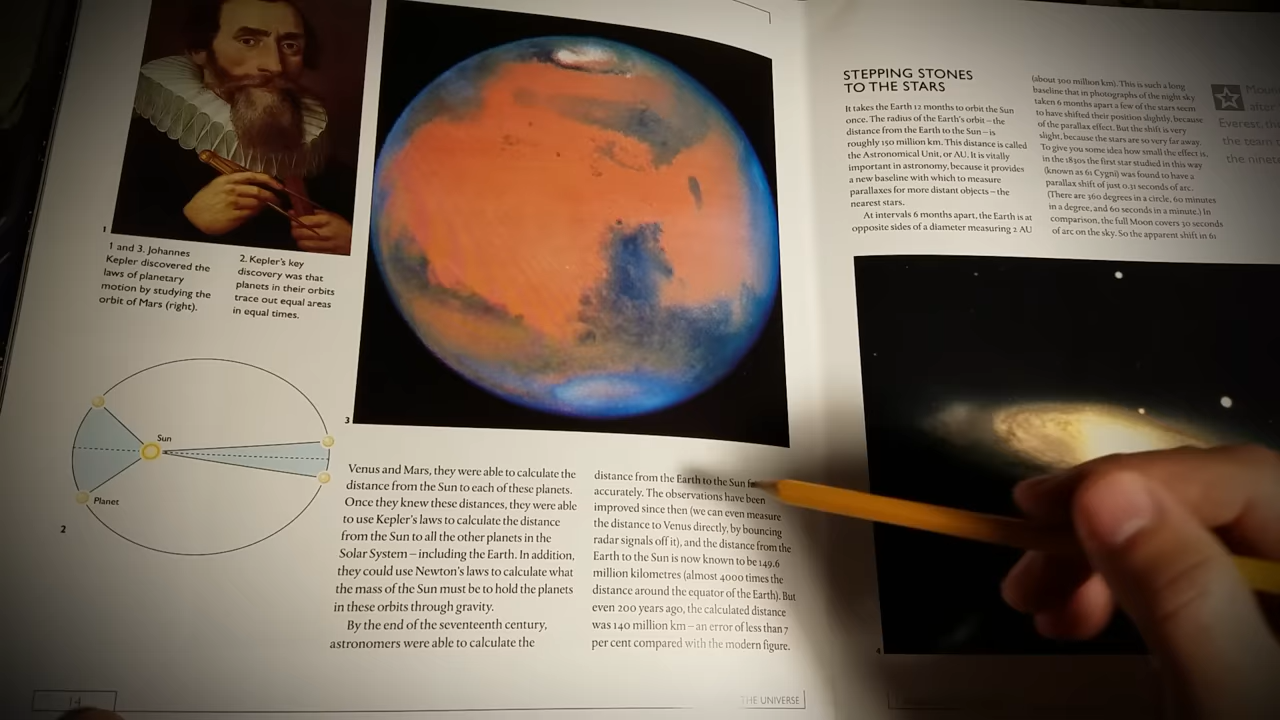 1
1 and 3. Johannes
Kepler discovered the
laws of planetary
motion by studying the
orbit of Mars (right).
2. Kepler's key
discovery was that
planets in their orbits
trace out equal areas
in equal times.
3
Sun
Planet
2
Venus and Mars, they were able to calculate the
distance from the Sun to each of these planets.
Once they knew these distances, they were able
to use Kepler's laws to calculate the distance
from the Sun to all the other planets in the
Solar System – including the Earth. In addition,
they could use Newton's laws to calculate what
the mass of the Sun must be to hold the planets
in these orbits through gravity.
By the end of the seventeenth century,
astronomers were able to calculate the
distance from the Earth to the Sun
accurately. The observations have been
improved since then (we can even measure
the distance to Venus directly, by bouncing
radar signals off it), and the distance from the
Earth to the Sun is now known to be 149.6
million kilometres (almost 4000 times the
distance around the equator of the Earth). But
even 200 years ago, the calculated distance
was 140 million km – an error of less than 7
per cent compared with the modern figure.
14
THE UNIVERSE
STEPPING STONES
TO THE STARS
It takes the Earth 12 months to orbit the Sun
once. The radius of the Earth's orbit – the
distance from the Earth to the Sun – is
roughly 150 million km. This distance is called
the Astronomical Unit, or AU. It is vitally
important in astronomy, because it provides
a new baseline with which to measure
parallaxes for more distant objects – the
nearest stars.
At intervals 6 months apart, the Earth is at
opposite sides of a diameter measuring 2 AU
(about 300 million km). This is such a long
baseline that in photographs of the night sky
taken 6 months apart a few of the stars seem
to have shifted their position slightly, because
of the parallax effect. But the shift is very
slight, because the stars are so very far away.
To give you some idea how small the effect is,
in the 1830s the first star studied in this way
(known as 61 Cygni) was found to have a
parallax shift of just 0.31 seconds of arc.
(There are 360 degrees in a circle, 60 minutes
in a degree, and 60 seconds in a minute.) In
comparison, the full Moon covers 30 seconds
of arc on the sky. So the apparent shift in 61
after
Everest,
the team
the
4